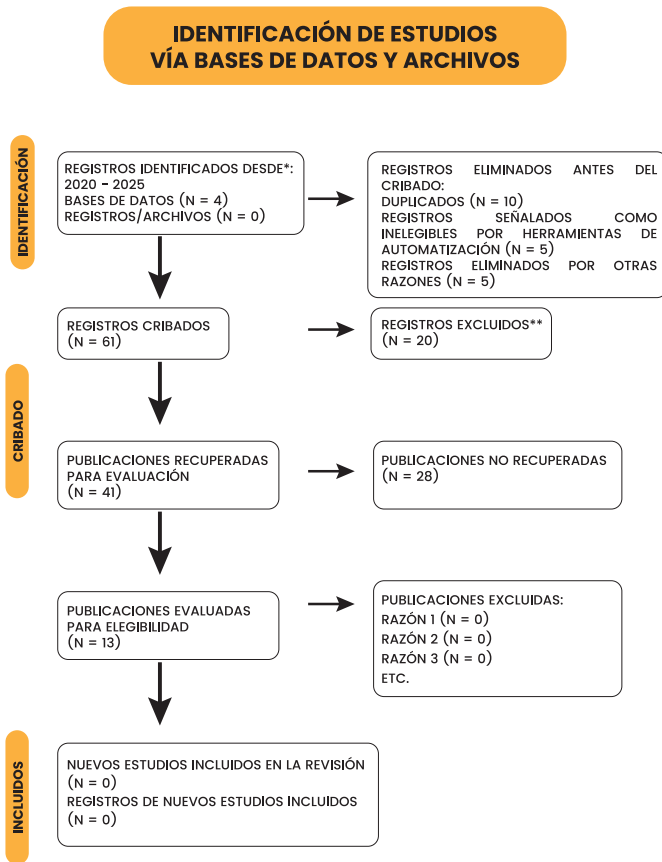 IDENTIFICACIÓN DE ESTUDIOS
VÍA BASES DE DATOS Y ARCHIVOS
IDENTIFICACIÓN
REGISTROS IDENTIFICADOS DESDE*:
2020 - 2025
BASES DE DATOS (N = 4)
REGISTROS/ARCHIVOS (N = 0)
REGISTROS ELIMINADOS ANTES DEL
CRIBADO:
DUPLICADOS (N = 10)
REGISTROS SEÑALADOS COMO
INELEGIBLES POR HERRAMIENTAS DE
AUTOMATIZACIÓN (N = 5)
REGISTROS ELIMINADOS POR OTRAS
RAZONES (N = 5)
REGISTROS CRIBADOS
(N = 61)
REGISTROS EXCLUIDOS**
(N = 20)
CRIBADO
PUBLICACIONES RECUPERADAS
PARA EVALUACIÓN
(N = 41)
PUBLICACIONES NO RECUPERADAS
(N = 28)
PUBLICACIONES EVALUADAS
PARA ELEGIBILIDAD
(N = 13)
PUBLICACIONES EXCLUIDAS:
RAZÓN 1 (N = 0)
RAZÓN 2 (N = 0)
RAZÓN 3 (N = 0)
ETC.
INCLUIDOS
NUEVOS ESTUDIOS INCLUIDOS EN LA REVISIÓN
(N = 0)
REGISTROS DE NUEVOS ESTUDIOS INCLUIDOS
(N = 0)